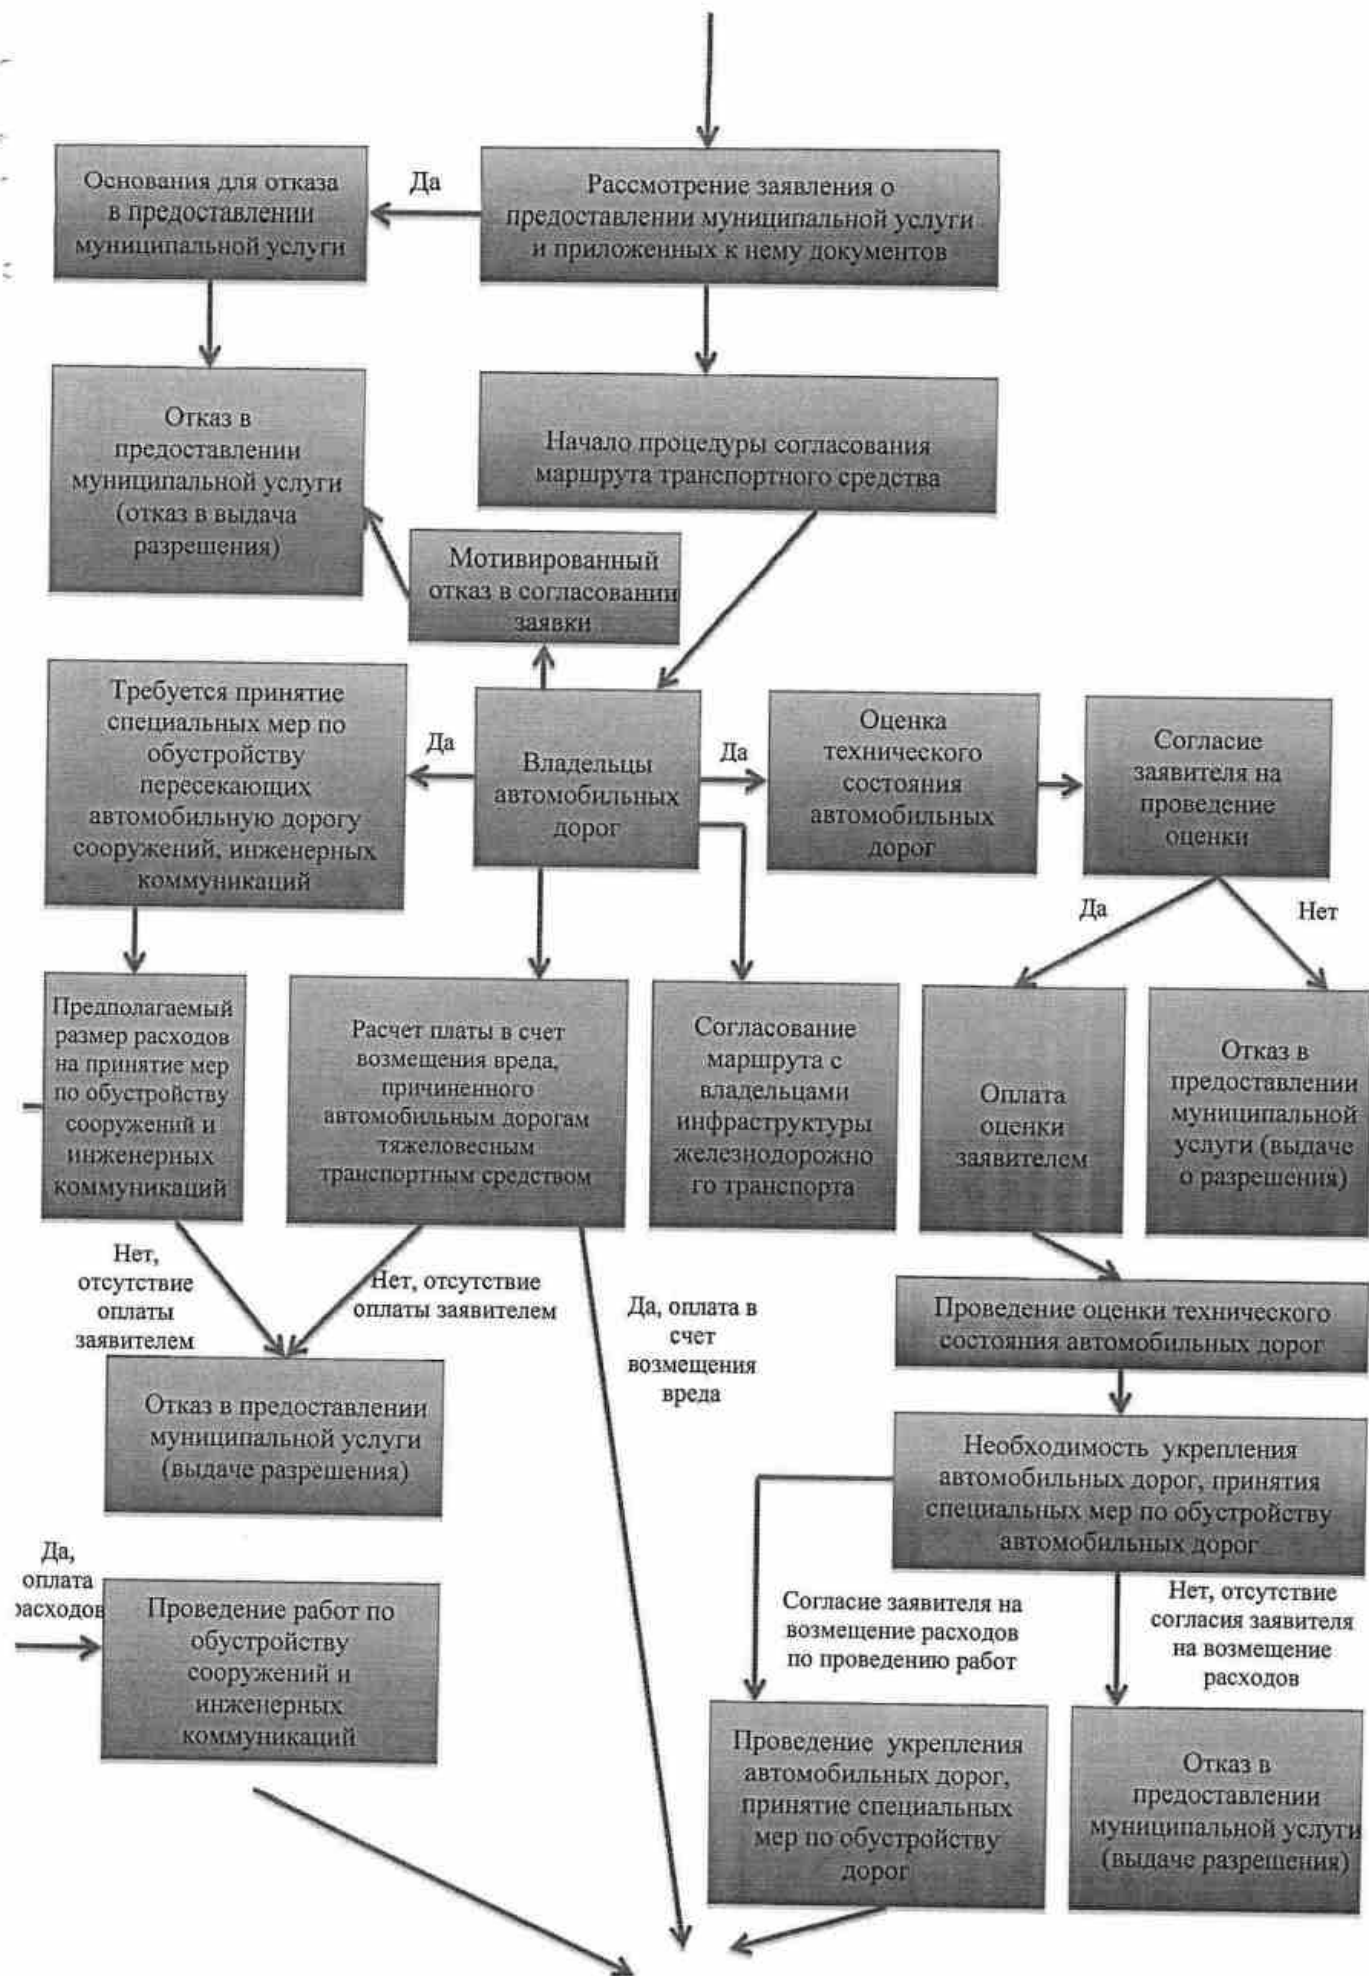 Основания для отказа
в предоставлении
муниципальной услуги
Да
Рассмотрение заявления о
предоставлении муниципальной услуги
и приложенных к нему документов
Отказ в
предоставлении
муниципальной услуги
(отказ в выдача
разрешения)
Начало процедуры согласования
маршрута транспортного средства
Мотивированный
отказ в согласовании
заявки
Требуется принятие
специальных мер по
обустройству
пересекающих
автомобильную дорогу
сооружений, инженерных
коммуникаций
Да
Владельцы
автомобильных
дорог
Да
Оценка
технического
состояния
автомобильных
дорог
Согласие
заявителя на
проведение
оценки
Да
Нет
Предполагаемый
размер расходов
на принятие мер
по обустройству
сооружений и
инженерных
коммуникаций
Расчет платы в счет
возмещения вреда,
причиненного
автомобильным дорогам
тяжеловесным
транспортным средством
Согласование
маршрута с
владельцами
инфраструктуры
железнодорожно
го транспорта
Оплата
оценки
заявителем
Отказ в
предоставлении
муниципальной
услуги (выдаче
о разрешения)
Нет,
отсутствие
оплаты
заявителем
Нет, отсутствие
оплаты заявителем
Да, оплата в
счет
возмещения
вреда
Проведение оценки технического
состояния автомобильных дорог
Отказ в предоставлении
муниципальной услуги
(выдаче разрешения)
Необходимость укрепления
автомобильных дорог, принятия
специальных мер по обустройству
автомобильных дорог
Да,
оплата
расходов
Проведение работ по
обустройству
сооружений и
инженерных
коммуникаций
Согласие заявителя на
возмещение расходов
по проведению работ
Нет, отсутствие
согласия заявителя
на возмещение
расходов
Проведение укрепления
автомобильных дорог,
принятие специальных
мер по обустройству
дорог
Отказ в
предоставлении
муниципальной услуги
(выдаче разрешения)